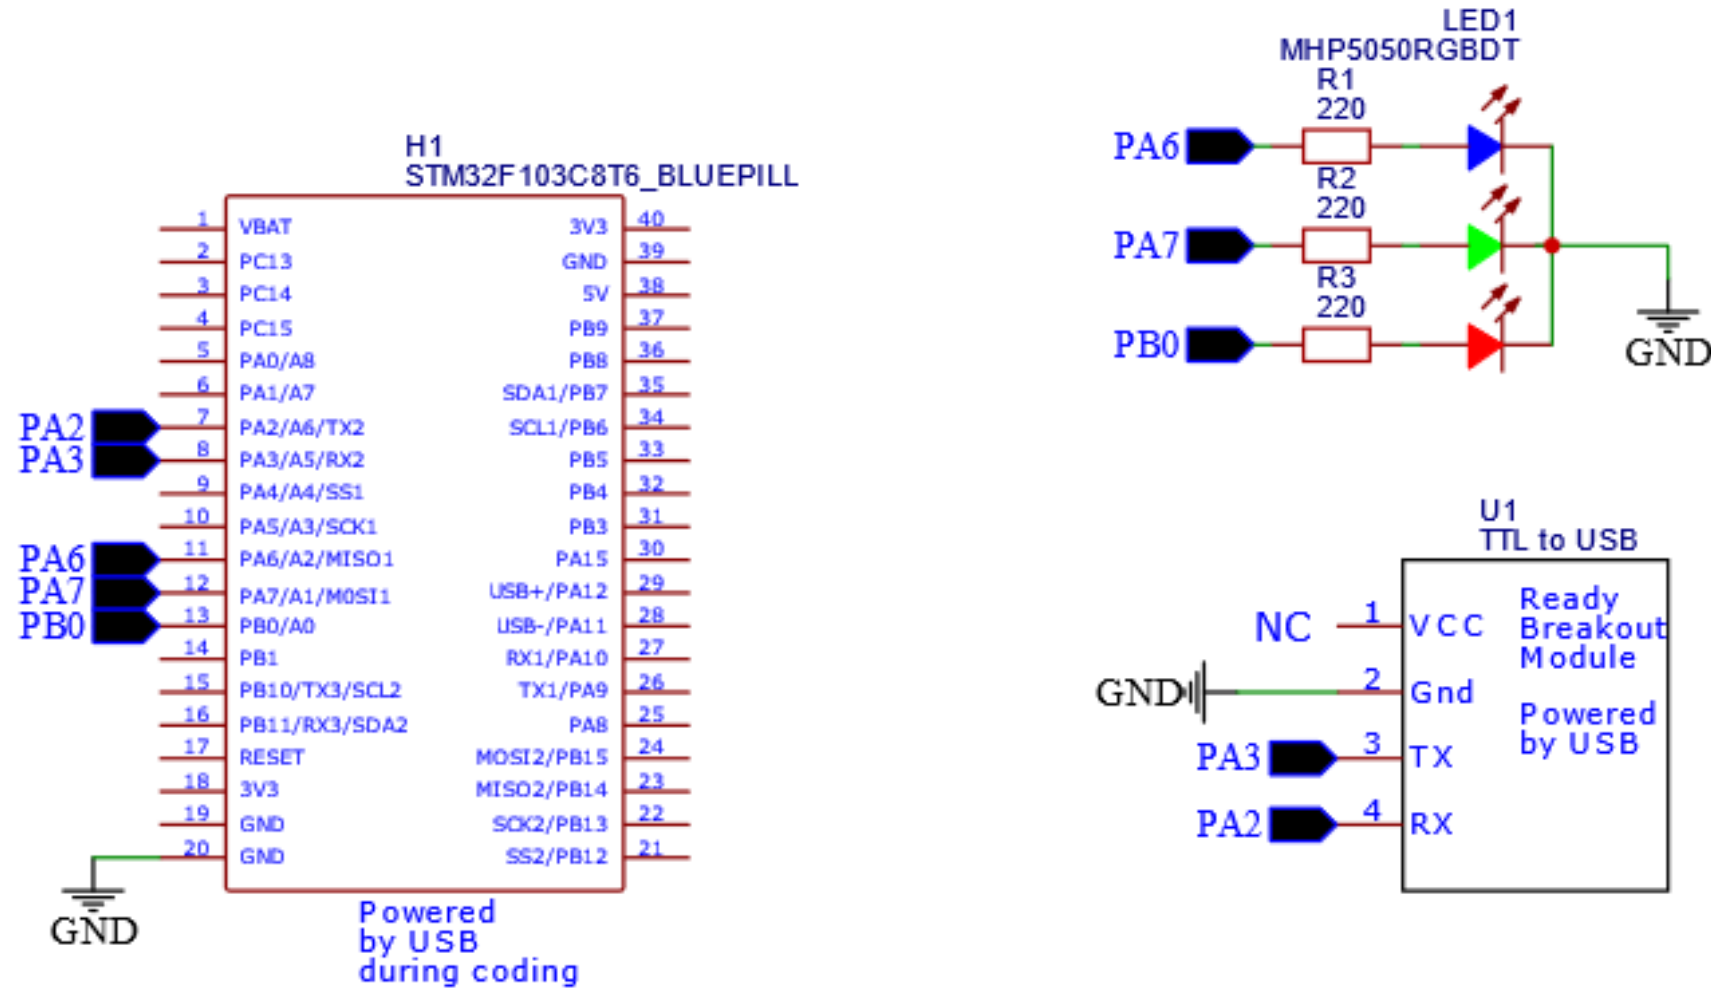 H1
STM32F103C8T6_BLUEPILL
1 VBAT 3V3 40
2 PC13 GND 39
3 PC14 5V 38
4 PC15 PB9 37
5 PA0/A8 PB8 36
6 PA1/A7 SDA1/PB7 35
PA2 7 PA2/A6/TX2 SCL1/PB6 34
PA3 8 PA3/A5/RX2 PB5 33
9 PA4/A4/SS1 PB4 32
10 PA5/A3/SCK1 PB3 31
PA6 11 PA6/A2/MISO1 PA15 30
PA7 12 PA7/A1/M0SI1 USB+/PA12 29
PB0 13 PB0/A0 USB-/PA11 28
14 PB1 RX1/PA10 27
15 PB10/TX3/SCL2 TX1/PA9 26
16 PB11/RX3/SDA2 PA8 25
17 RESET MOSI2/PB15 24
18 3V3 MISO2/PB14 23
19 GND SCK2/PB13 22
20 GND SS2/PB12 21
GND
Powered
by USB
during coding
LED1
MHP5050RGBDT
R1
220
PA6
R2
220
PA7
R3
220
PB0
GND
U1
TTL to USB
NC 1 VCC
GND 2 Gnd
PA3 3 TX
PA2 4 RX
Ready
Breakout
Module
Powered
by USB